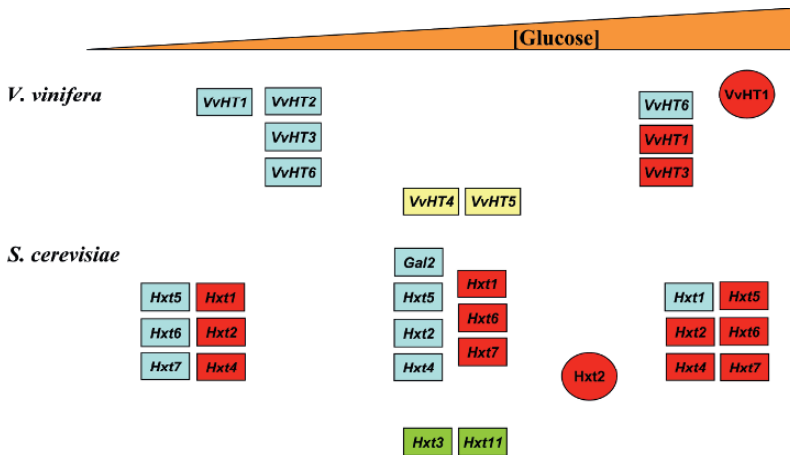 [Glucose]
V. vinifera
VvHT1 VvHT2 VvHT6 VvHT1
VvHT3 VvHT1
VvHT6 VvHT3
VvHT4 VvHT5
S. cerevisiae
Gal2
Hxt5 Hxt1 Hxt5 Hxt1 Hxt1 Hxt5
Hxt6 Hxt2 Hxt2 Hxt6 Hxt2 Hxt6
Hxt7 Hxt4 Hxt4 Hxt7 Hxt2 Hxt4 Hxt7
Hxt3 Hxt11